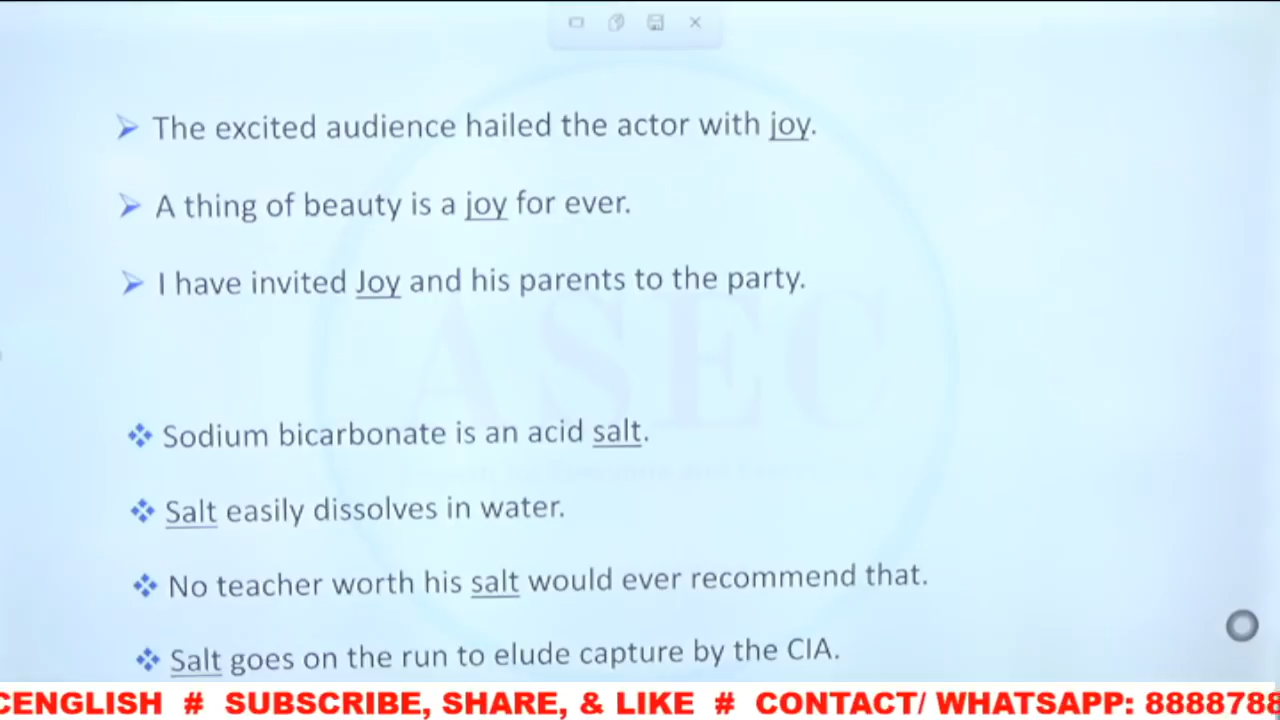 The excited audience hailed the actor with joy.
A thing of beauty is a joy for ever.
I have invited Joy and his parents to the party.
ASEC
Sodium bicarbonate is an acid salt.
Salt easily dissolves in water.
No teacher worth his salt would ever recommend that.
Salt goes on the run to elude capture by the CIA.
CENGLISH # SUBSCRIBE, SHARE, & LIKE # CONTACT/ WHATSAPP: 8888788